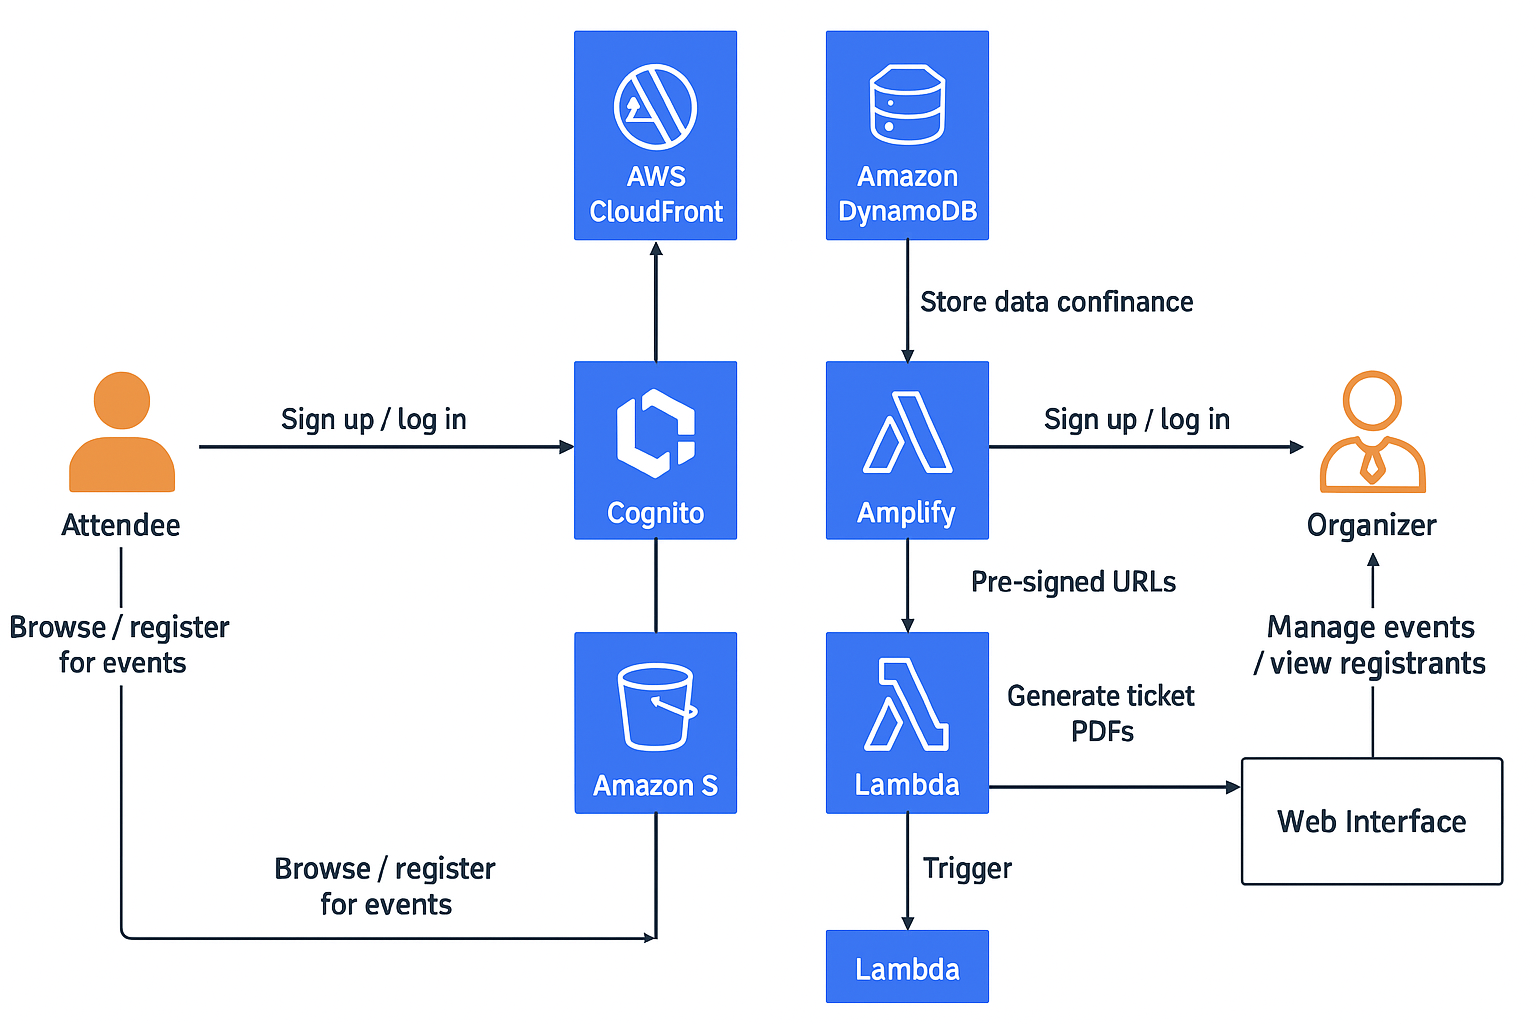 AWS
CloudFront
Amazon
DynamoDB
Store data confinance
Sign up / log in
Cognito
Amplify
Sign up / log in
Attendee
Organizer
Browse / register
for events
Pre-signed URLs
Manage events
/ view registrants
Amazon S
Lambda
Generate ticket
PDFs
Web Interface
Browse / register
for events
Trigger
Lambda